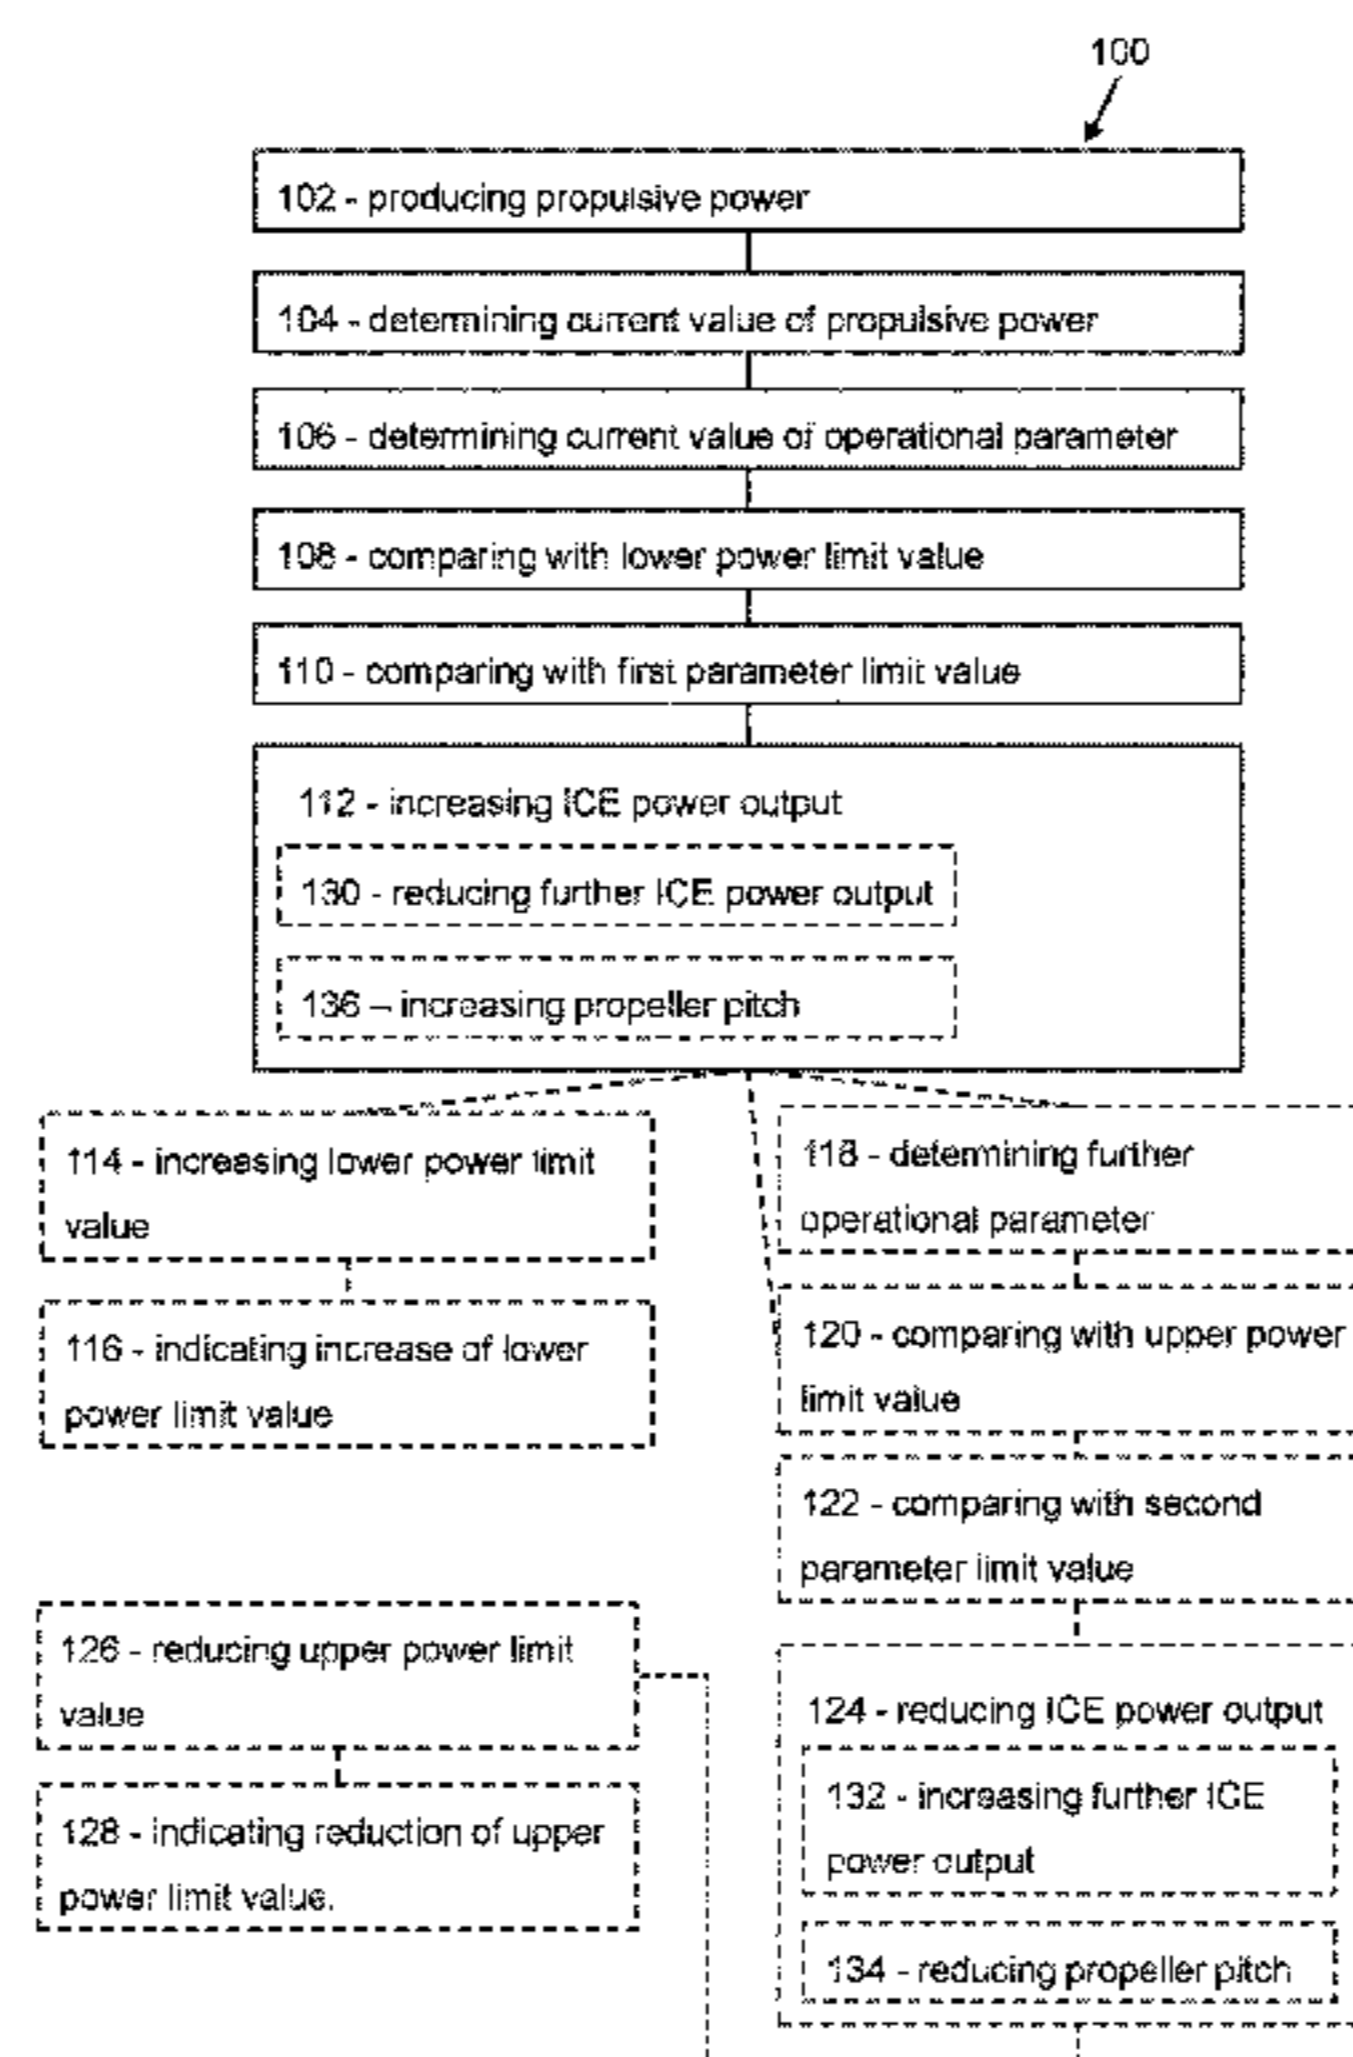 100
102 - producing propulsive power
104 - determining current value of propulsive power
106 - determining current value of operational parameter
108 - comparing with lower power limit value
110 - comparing with first parameter limit value
112 - increasing ICE power output
130 - reducing further ICE power output
136 – increasing propeller pitch
114 - increasing lower power limit
value
116 - indicating increase of lower
power limit value
118 - determining further
operational parameter
120 - comparing with upper power
limit value
122 - comparing with second
parameter limit value
126 - reducing upper power limit
value
128 - indicating reduction of upper
power limit value.
124 - reducing ICE power output
132 - increasing further ICE
power output
134 - reducing propeller pitch